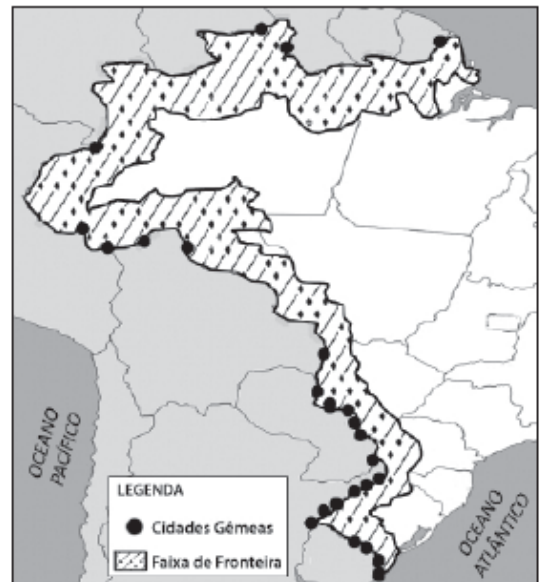 OCEANO
PACÍFICO
OCEANO
ATLÂNTICO
LEGENDA
Cidades Gêmeas
Faixa de Fronteira